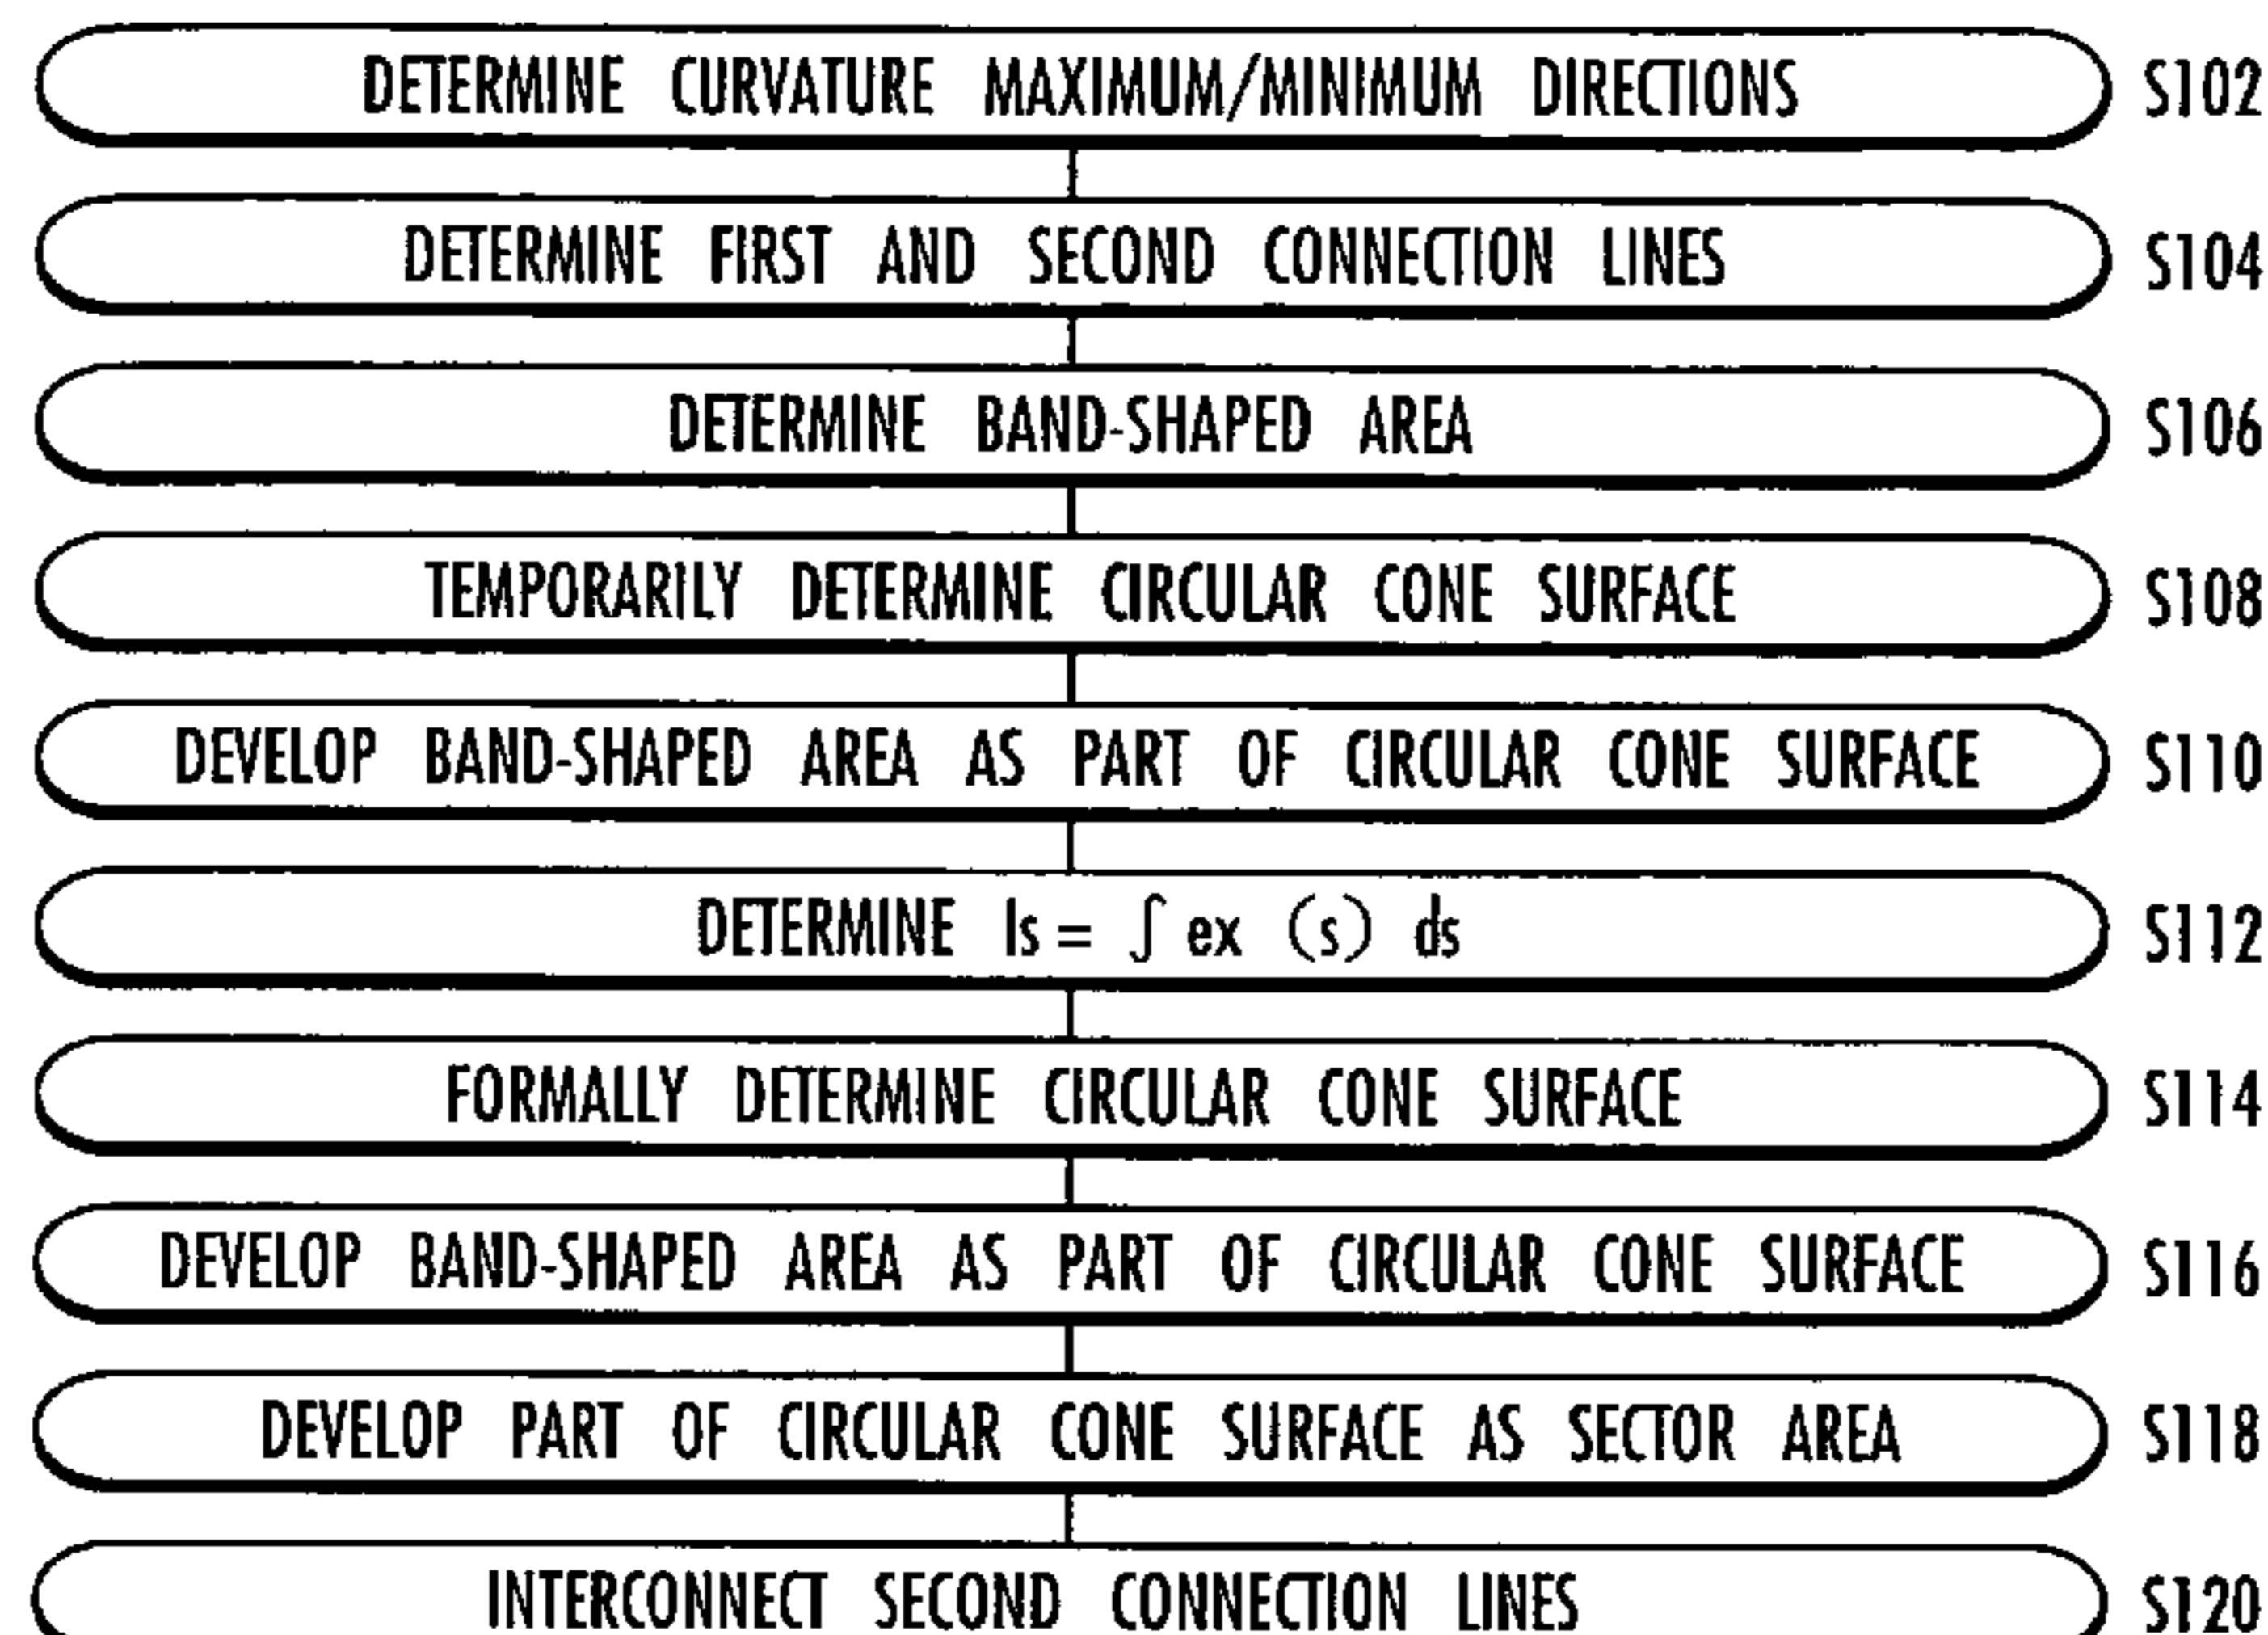 DETERMINE CURVATURE MAXIMUM/MINIMUM DIRECTIONS S102
DETERMINE FIRST AND SECOND CONNECTION LINES S104
DETERMINE BAND-SHAPED AREA S106
TEMPORARILY DETERMINE CIRCULAR CONE SURFACE S108
DEVELOP BAND-SHAPED AREA AS PART OF CIRCULAR CONE SURFACE S110
DETERMINE Is = ∫ ex (s) ds S112
FORMALLY DETERMINE CIRCULAR CONE SURFACE S114
DEVELOP BAND-SHAPED AREA AS PART OF CIRCULAR CONE SURFACE S116
DEVELOP PART OF CIRCULAR CONE SURFACE AS SECTOR AREA S118
INTERCONNECT SECOND CONNECTION LINES S120